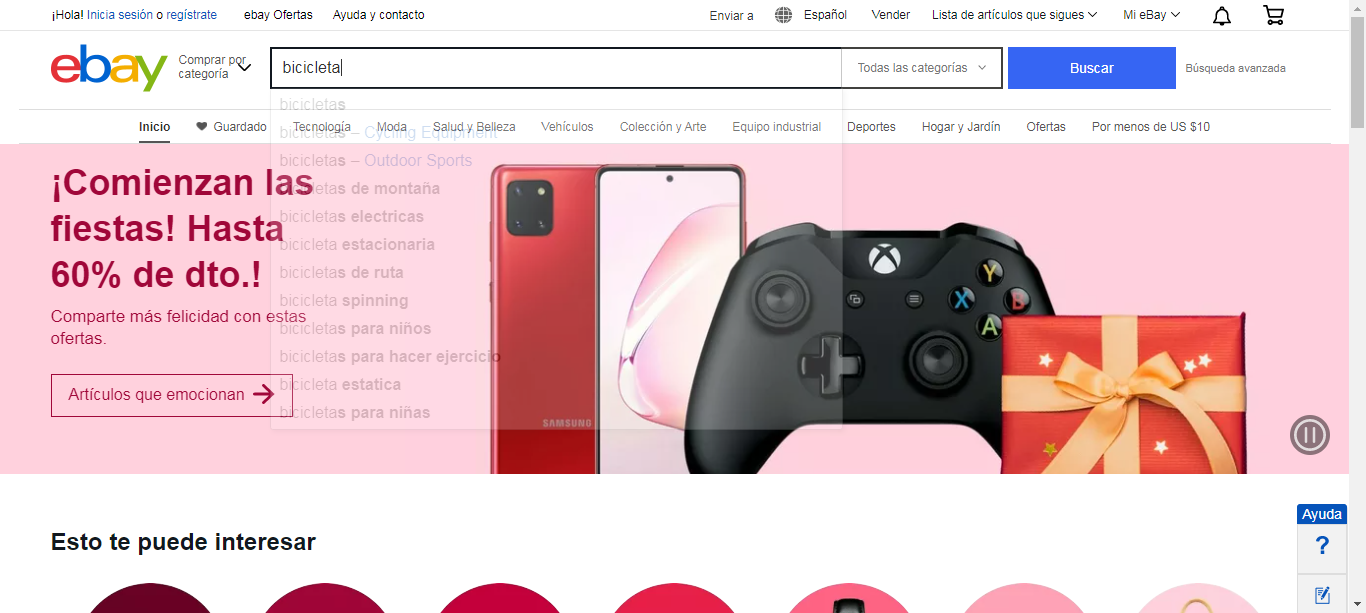 ¡Hola! Inicia sesión o regístrate ebay Ofertas Ayuda y contacto Enviar a Español Vender Lista de artículos que sigues Mi eBay
ebay Comprar por categoría bicicleta Todas las categorías Buscar Búsqueda avanzada
Inicio Guardado Tecnología Moda Salud y Belleza Vehículos Colección y Arte Equipo industrial Deportes Hogar y Jardín Ofertas Por menos de US $10
bicicletas
bicicletas – Cycling Equipment
bicicletas – Outdoor Sports
bicicletas de montaña
bicicletas electricas
bicicleta estacionaria
bicicletas de ruta
bicicleta spinning
bicicletas para niños
bicicletas para hacer ejercicio
bicicleta estatica
bicicletas para niñas
¡Comienzan las
fiestas! Hasta
60% de dto.!
Comparte más felicidad con estas
ofertas.
Artículos que emocionan
SAMSUNG
Y
X
B
A
Ayuda
?
Esto te puede interesar